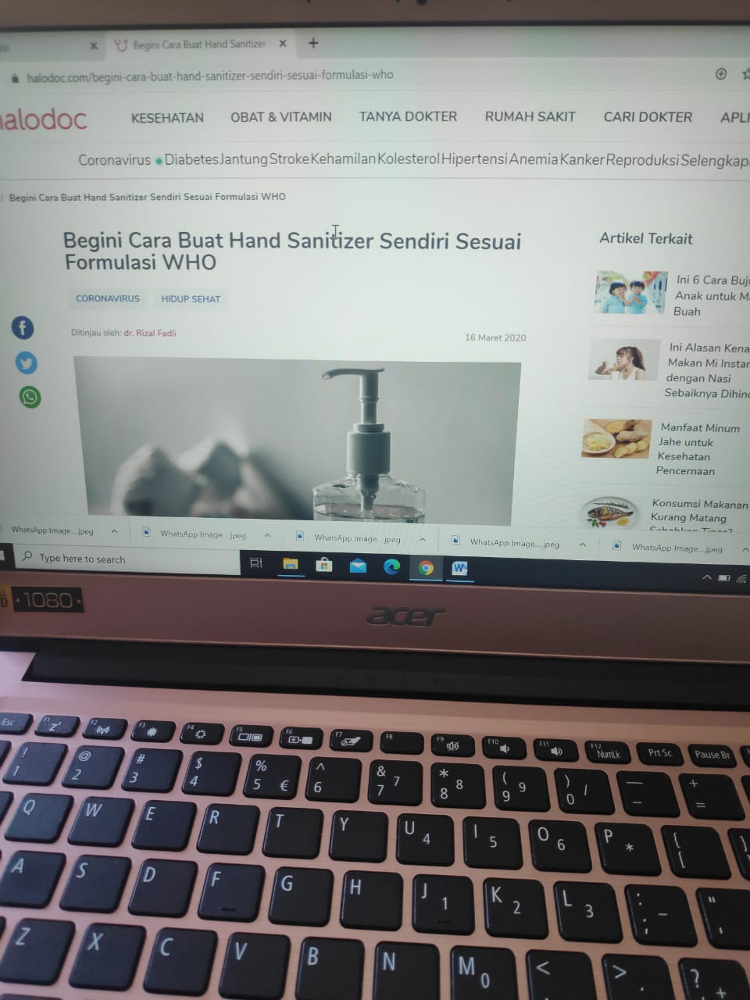 Begini Cara Buat Hand Sanitizer
halodoc.com/begini-cara-buat-hand-sanitizer-sendiri-sesuai-formulasi-who
halodoc
KESEHATAN OBAT & VITAMIN TANYA DOKTER RUMAH SAKIT CARI DOKTER APLI
Coronavirus Diabetes Jantung Stroke Kehamilan Kolesterol Hipertensi Anemia Kanker Reproduksi Selengkap
/ Begini Cara Buat Hand Sanitizer Sendiri Sesuai Formulasi WHO
Begini Cara Buat Hand Sanitizer Sendiri Sesuai
Formulasi WHO
CORONAVIRUS HIDUP SEHAT
Ditinjau oleh: dr. Rizal Fadli
16 Maret 2020
Artikel Terkait
Ini 6 Cara Buju
Anak untuk M
Buah
Ini Alasan Kena
Makan Mi Instan
dengan Nasi
Sebaiknya Dihind
Manfaat Minum
Jahe untuk
Kesehatan
Pencernaan
Konsumsi Makanan
Kurang Matang
Sebabkan Tipes?
WhatsApp Image....jpeg WhatsApp Image....jpeg WhatsApp Image....jpeg WhatsApp Image....jpeg WhatsApp Image....jpeg
Type here to search
1080
acer
Esc F1 F2 F3 F4 F5 F6 F7 F8 F9 F10 F11 F12 NumLk Prt Sc Pause Br
! 1 @ 2 # 3 $ 4 % 5 € ^ 6 & 7 7 * 8 8 ( 9 9 ) 0 / — - + =
Q W E R T Y U 4 I 5 O 6 P * { [ }
A S D F G H J 1 K 2 L 3 : ; - " '
Z X C V B N M 0 < > . ? +